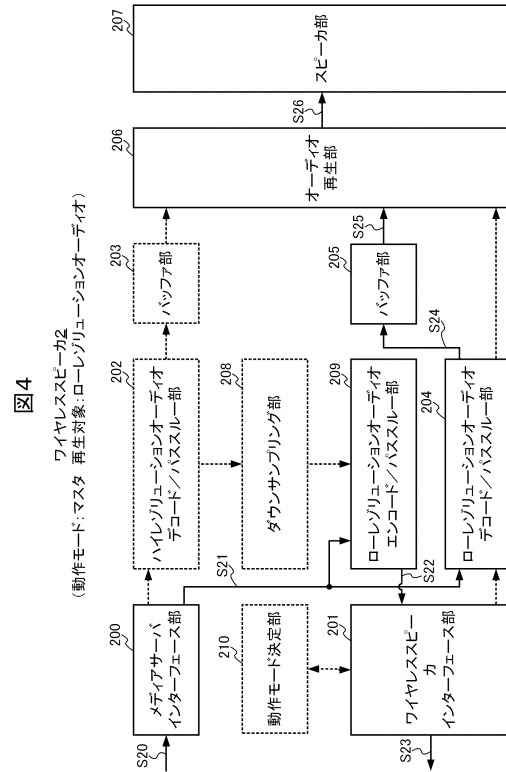 図4
ワイヤレススピーカ2
(動作モード:マスタ 再生対象:ローレゾリューションオーディオ)
S20
200
メディアサーバ
インターフェース部
202
ハイレゾリューションオーディオ
デコード/パススルー部
203
バッファ部
206
オーディオ
再生部
S26
207
スピーカ部
S21
208
ダウンサンプリング部
210
動作モード決定部
209
ローレゾリューションオーディオ
エンコード/パススルー部
205
バッファ部
S25
S22
S24
201
ワイヤレススピー
カ
インターフェース部
S23
204
ローレゾリューションオーディオ
デコード/パススルー部